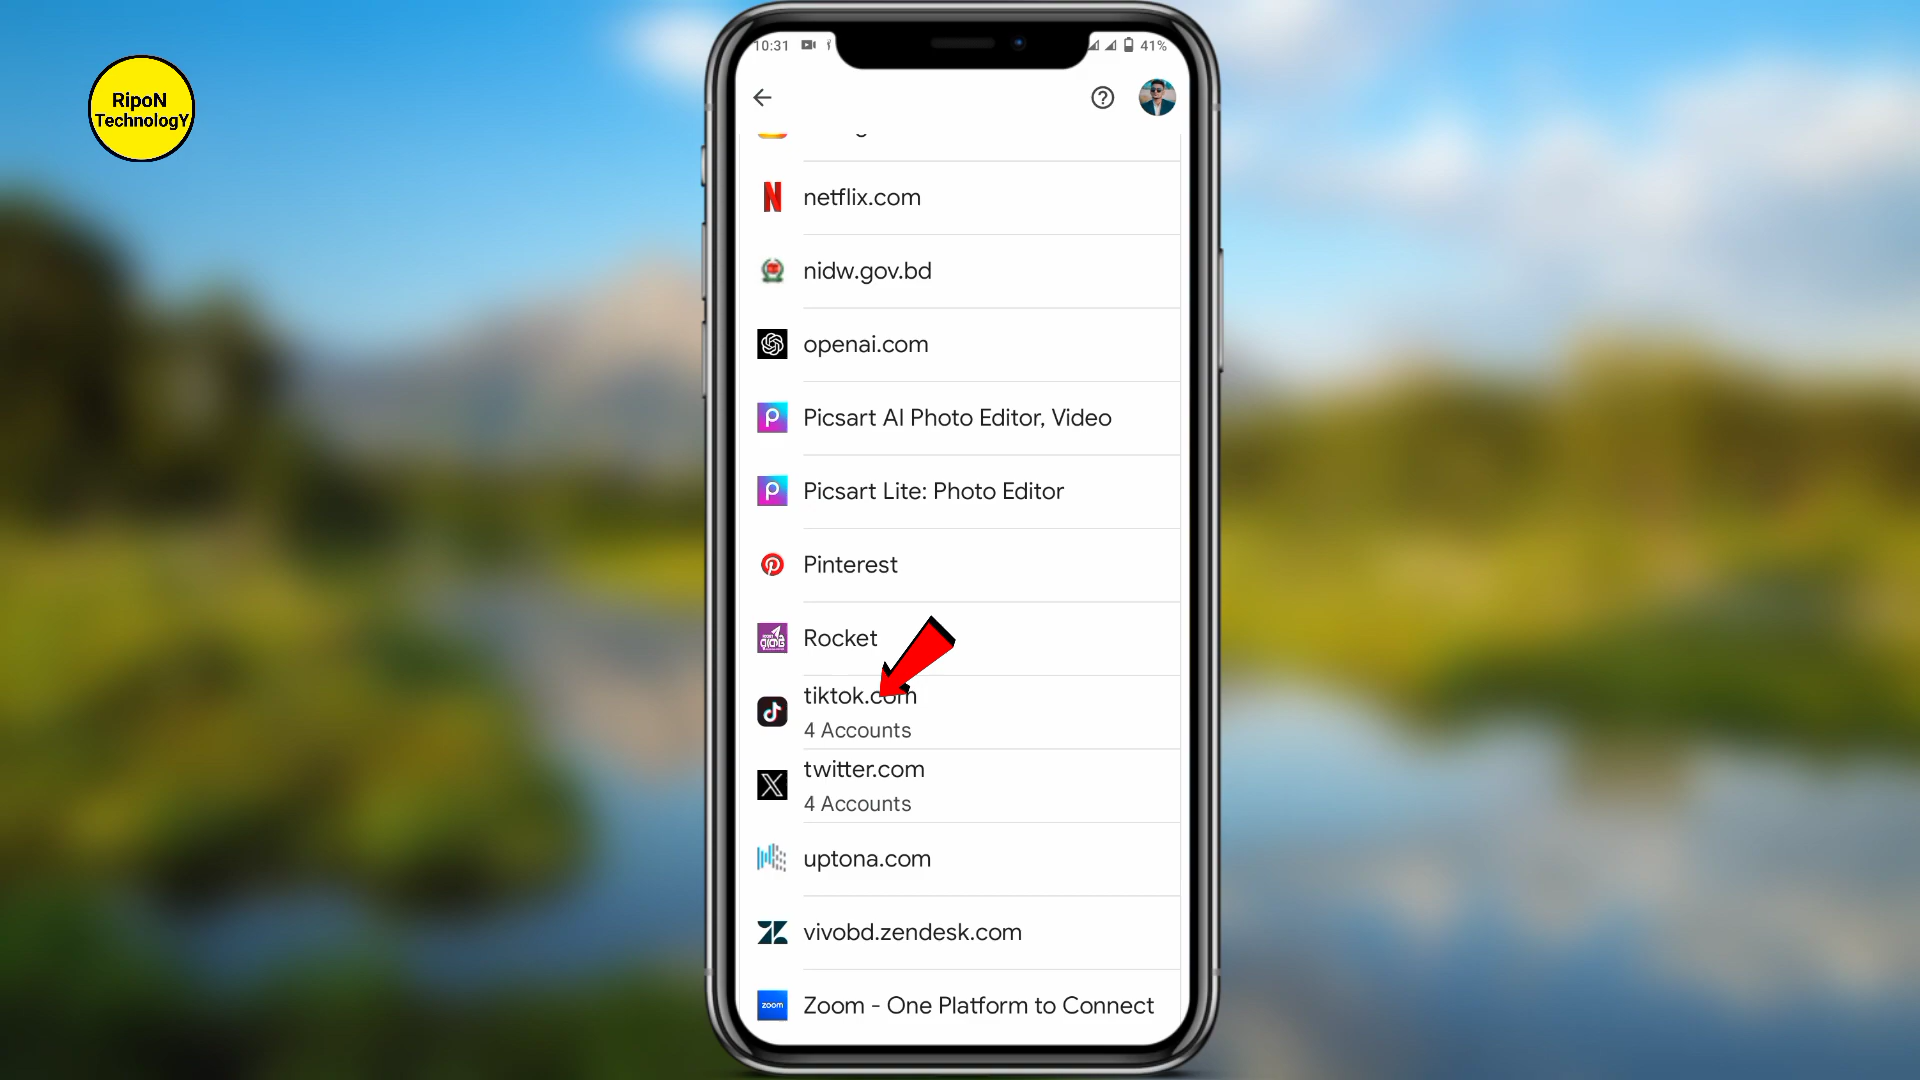 RipoN
TechnologY
10:31
41%
netflix.com
nidw.gov.bd
openai.com
Picsart AI Photo Editor, Video
Picsart Lite: Photo Editor
Pinterest
Rocket
tiktok.com
4 Accounts
twitter.com
4 Accounts
uptona.com
vivobd.zendesk.com
zoom
Zoom - One Platform to Connect